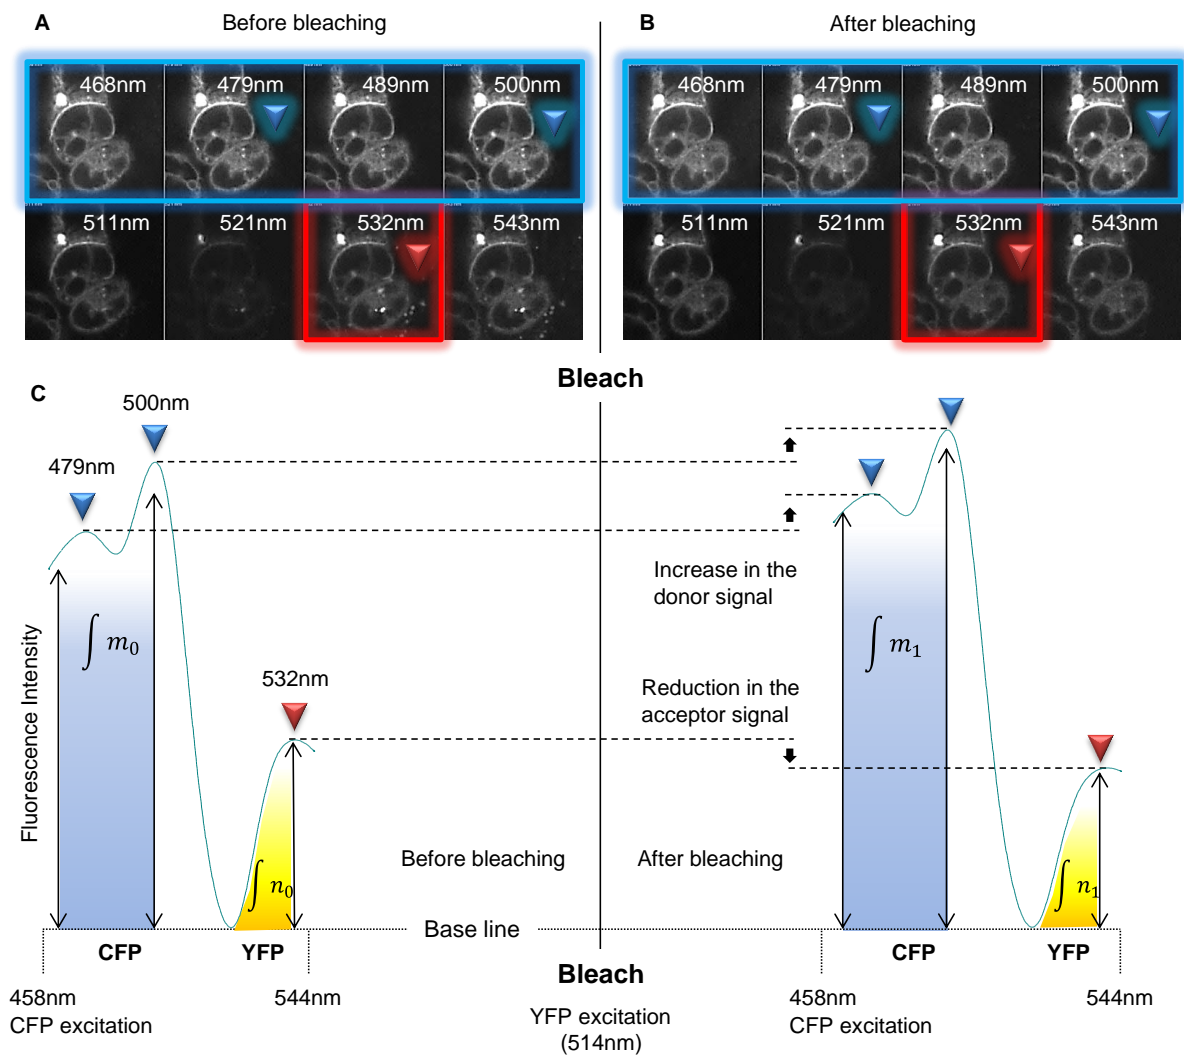 A
Before bleaching
B
After bleaching
468nm
479nm
489nm
500nm
511nm
521nm
532nm
543nm
468nm
479nm
489nm
500nm
511nm
521nm
532nm
543nm
Bleach
C
500nm
479nm
Increase in the
donor signal
∫ m₀
∫ m₁
Fluorescence Intensity
532nm
Reduction in the
acceptor signal
Before bleaching
After bleaching
∫ n₀
∫ n₁
Base line
CFP
YFP
CFP
YFP
Bleach
458nm
CFP excitation
544nm
YFP excitation
(514nm)
458nm
CFP excitation
544nm